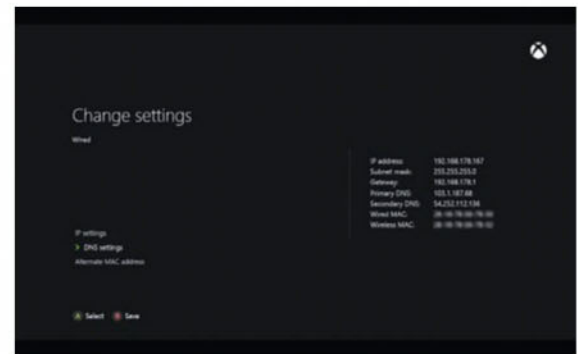 Change settings
Wired
IP address: 192.168.178.167
Subnet mask: 255.255.255.0
Gateway: 192.168.178.1
Primary DNS: 103.1.187.68
Secondary DNS: 54.252.112.134
Wired MAC:
Wireless MAC:
IP settings
> DNS settings
Alternate MAC address
A Select B Save